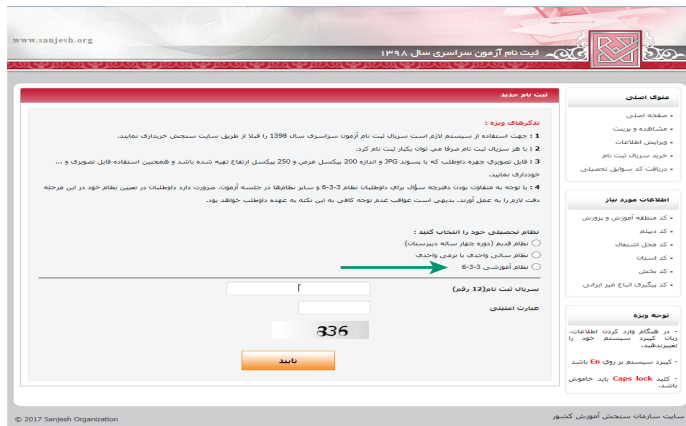 www.sanjesh.org
ثبت نام آزمون سراسری سال ۱۳۹۸
منوی اصلی
صفحه اصلی
مشاهده و پرینت
ویرایش اطلاعات
خرید سریال ثبت نام
دریافت کد سوابق تحصیلی
اطلاعات مورد نیاز
کد منطقه آموزش و پرورش
کد دیپلم
کد محل اشتغال
کد استان
کد بخش
کد پیگیری اتباع غیر ایرانی
توجه ویژه
- در هنگام وارد کردن اطلاعات، زبان کیبرد سیستم خود را تغییرندهید.
- کیبرد سیستم بر روی En باشد
- کلید Caps lock باید خاموش باشد.
ثبت نام جدید
تذکرهای ویژه :
1 : جهت استفاده از سیستم لازم است سریال ثبت نام آزمون سراسری سال 1398 را قبلا از طریق سایت سنجش خریداری نمایند.
2 : با هر سریال ثبت نام صرفا می توان یکبار ثبت نام کرد.
3 : فایل تصویری چهره داوطلب که با پسوند JPG و اندازه 200 پیکسل عرض و 250 پیکسل ارتفاع تهیه شده باشد و همچنین استفاده فایل تصویری و ...
خودداری نمایید.
4 : با توجه به متفاوت بودن دفترچه سؤال برای داوطلبان نظام 3-3-6 و سایر نظامها در جلسه آزمون، ضرورت دارد داوطلبان در تعیین نظام خود در این مرحله
دقت لازم را به عمل آورند. بدیهی است عواقب عدم توجه کافی به این نکته به عهده داوطلب خواهد بود.
نظام تحصیلی خود را انتخاب کنید :
نظام قدیم (دوره چهار ساله دبیرستان)
نظام سالی واحدی یا ترمی واحدی
نظام آموزشی 3-3-6
سریال ثبت نام(12 رقم)
عبارت امنیتی
836
تایید
سایت سازمان سنجش آموزش کشور
© 2017 Sanjesh Organization